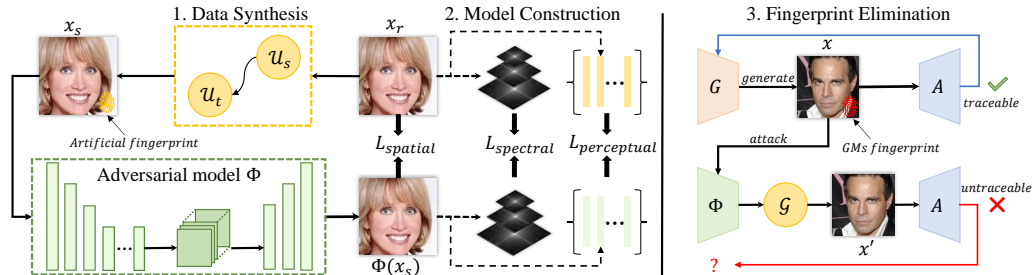 1. Data Synthesis
2. Model Construction
3. Fingerprint Elimination
x_s
𝒰_s
𝒰_t
x_r
Artificial fingerprint
L_spatial
L_spectral
L_perceptual
Adversarial model Φ
Φ(x_s)
G
generate
x
A
traceable
attack
GMs fingerprint
Φ
𝒢
x′
A
untraceable
?